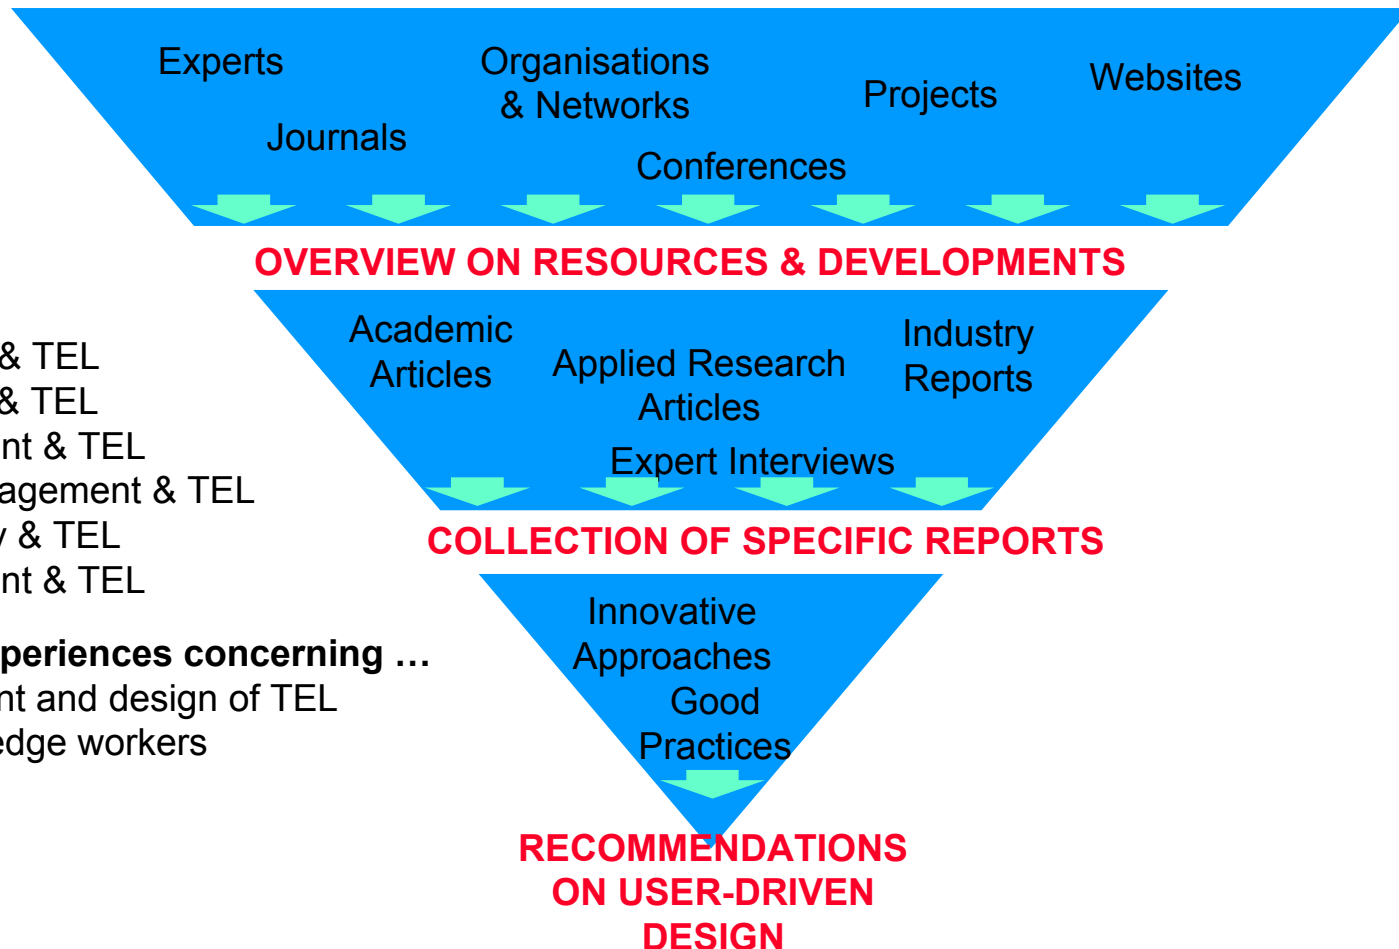 Experts
Organisations
& Networks
Projects
Websites
Journals
Conferences
OVERVIEW ON RESOURCES & DEVELOPMENTS
Academic
Articles
Applied Research
Articles
Industry
Reports
Expert Interviews
COLLECTION OF SPECIFIC REPORTS
Innovative
Approaches
Good
Practices
RECOMMENDATIONS
ON USER-DRIVEN
DESIGN
& TEL
& TEL
nt & TEL
agement & TEL
y & TEL
nt & TEL
periences concerning …
nt and design of TEL
edge workers